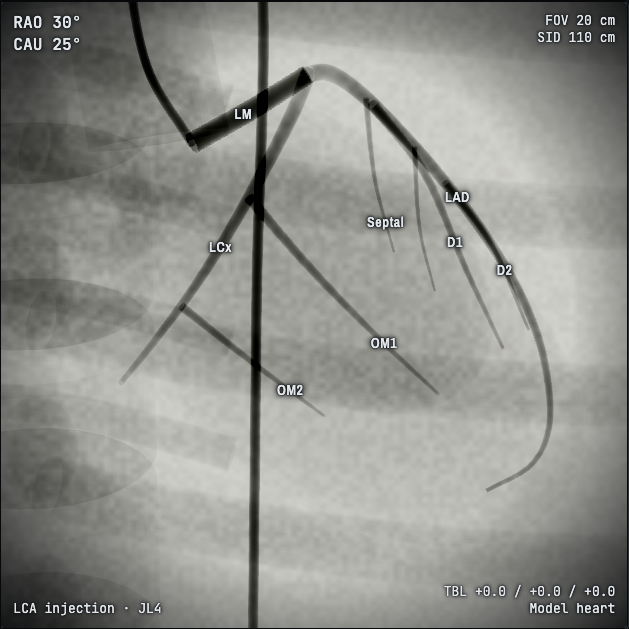 RAO 30°
CAU 25°
FOV 20 cm
SID 110 cm
LM
LAD
Septal
D1
LCx
D2
OM1
OM2
TBL +0.0 / +0.0 / +0.0
LCA injection · JL4
Model heart